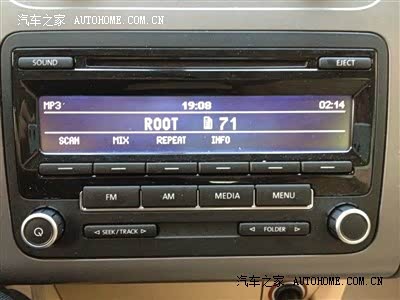 汽车之家 AUTOHOME.COM.CN
SOUND EJECT
MP3 19:08 02:14
ROOT 71
SCAN MIX REPEAT INFO
FM AM MEDIA MENU
SEEK/TRACK FOLDER
汽车之家 AUTOHOME.COM.CN